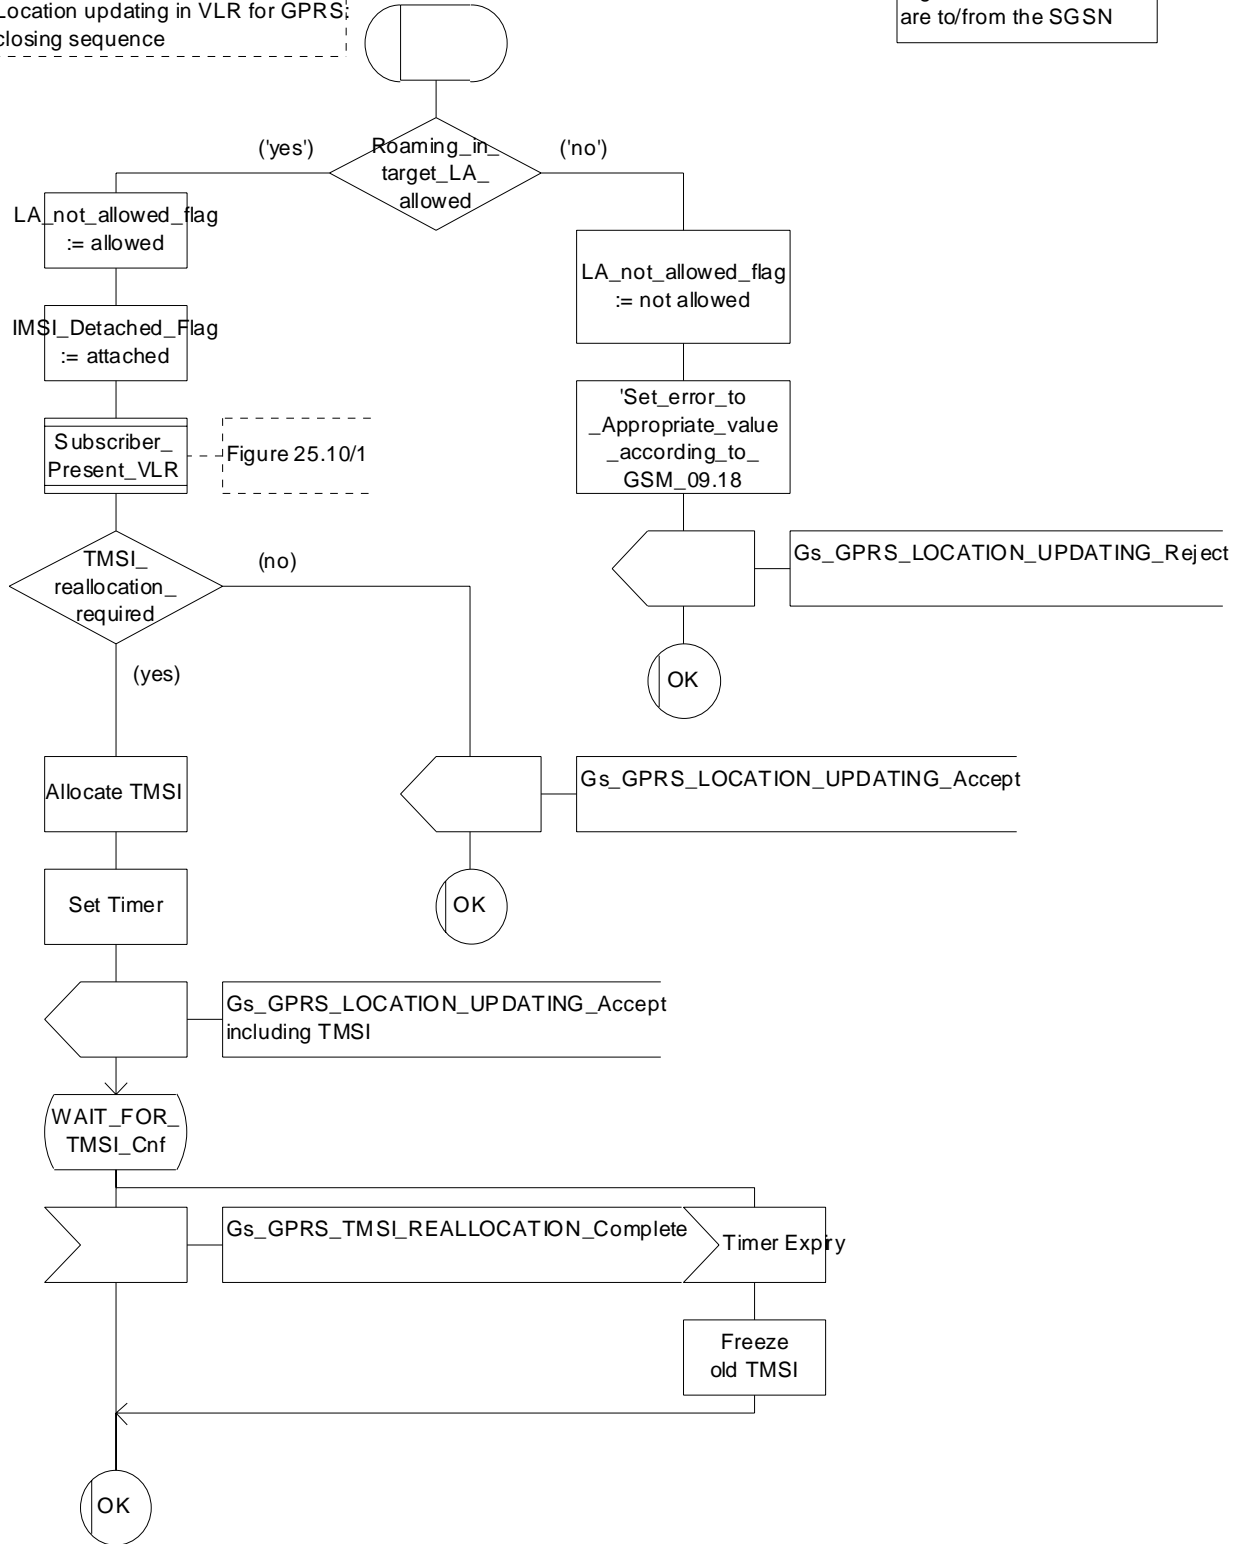 Location updating in VLR for GPRS:
closing sequence
are to/from the SGSN
('yes')
Roaming_in_
target_LA_
allowed
('no')
LA_not_allowed_flag
:= allowed
LA_not_allowed_flag
:= not allowed
IMSI_Detached_Flag
:= attached
'Set_error_to
_Appropriate_value
_according_to_
GSM_09.18
Subscriber_
Present_VLR
Figure 25.10/1
TMSI_
reallocation_
required
(no)
(yes)
Gs_GPRS_LOCATION_UPDATING_Reject
OK
Allocate TMSI
Gs_GPRS_LOCATION_UPDATING_Accept
Set Timer
OK
Gs_GPRS_LOCATION_UPDATING_Accept
including TMSI
WAIT_FOR_
TMSI_Cnf
Gs_GPRS_TMSI_REALLOCATION_Complete
Timer Expiry
Freeze
old TMSI
OK